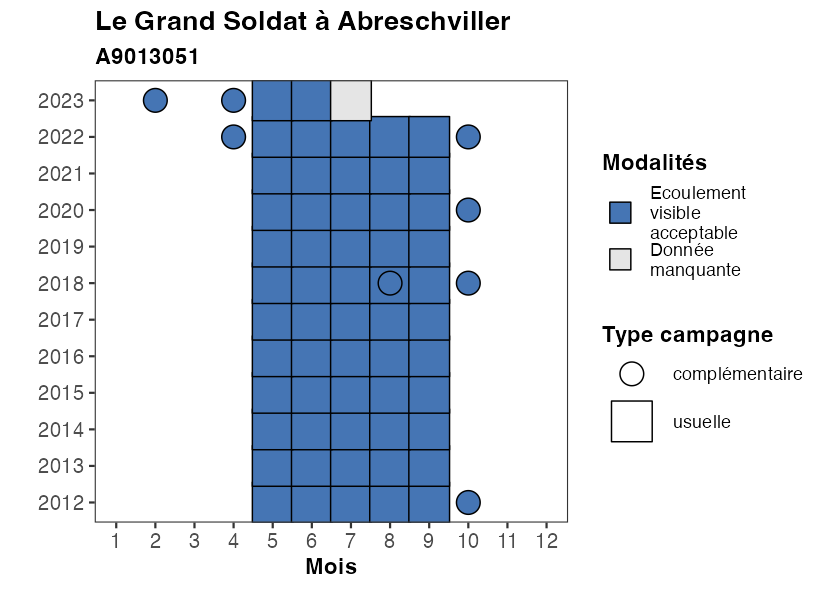 Le Grand Soldat à Abreschviller
A9013051
2023
2022
2021
2020
2019
2018
2017
2016
2015
2014
2013
2012
1 2 3 4 5 6 7 8 9 10 11 12
Mois
Modalités
Ecoulement
visible
acceptable
Donnée
manquante
Type campagne
complémentaire
usuelle